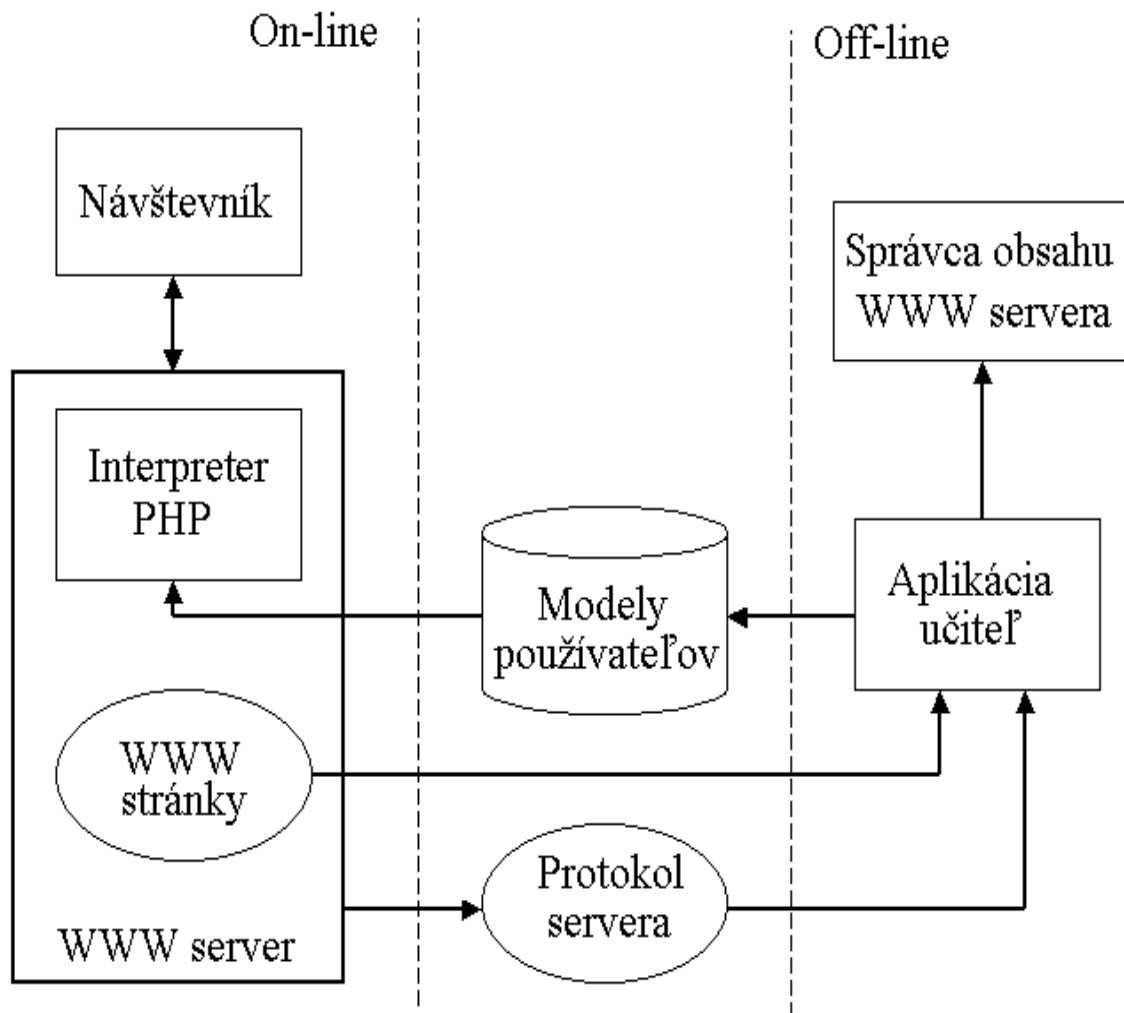 On-line
Off-line
Návštevník
Správca obsahu
WWW servera
Interpreter
PHP
Modely
používateľov
Aplikácia
učiteľ
WWW
stránky
Protokol
servera
WWW server